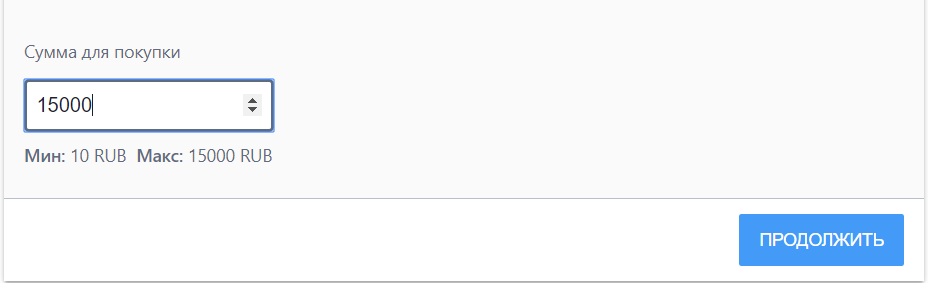 Сумма для покупки
15000
Мин: 10 RUB Макс: 15000 RUB
ПРОДОЛЖИТЬ